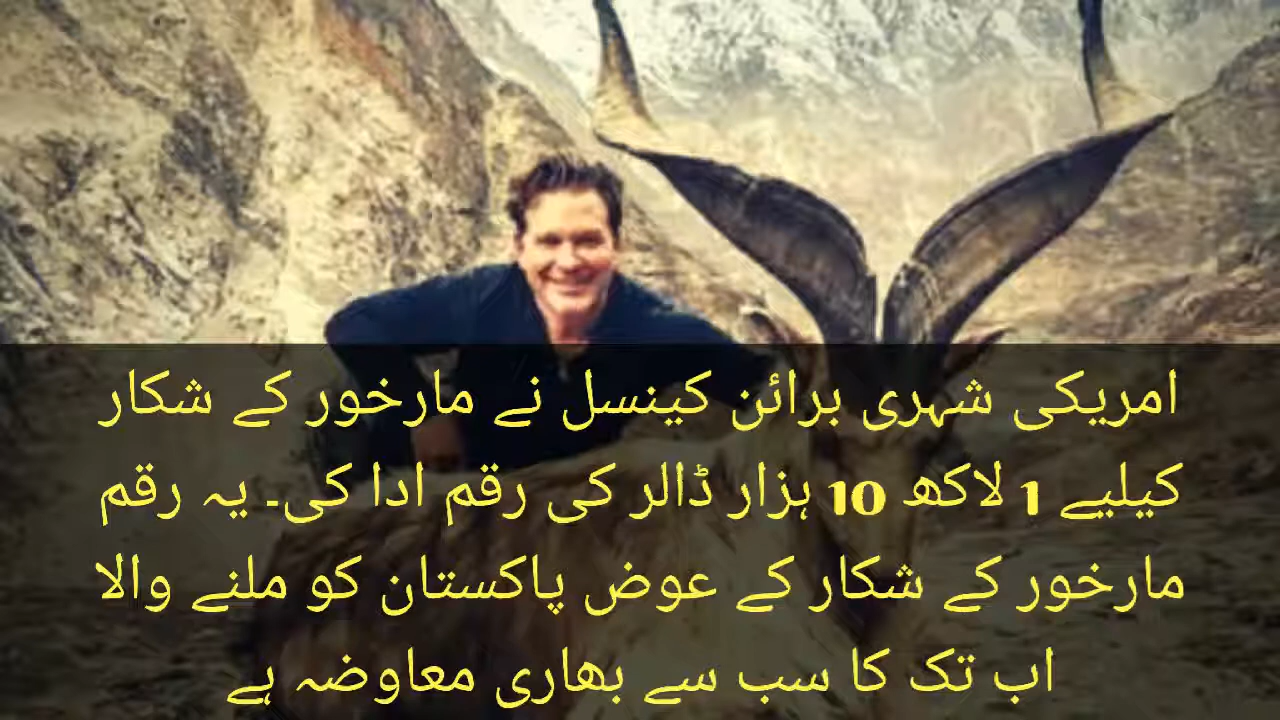 امریکی شہری برائن کینسل نے مارخور کے شکار
کیلیے 1 لاکھ 10 ہزار ڈالر کی رقم ادا کی۔ یہ رقم
مارخور کے شکار کے عوض پاکستان کو ملنے والا
اب تک کا سب سے بھاری معاوضہ ہے